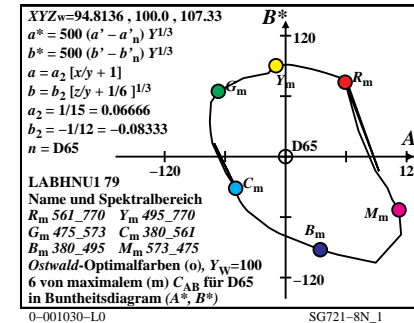 XYZw=94.8136 , 100.0 , 107.33
a* = 500 (a’ - a’n) Y1/3
b* = 500 (b’ - b’n) Y1/3
a = a2 [x/y + 1]
b = b2 [z/y + 1/6 ]1/3
a2 = 1/15 = 0.06666
b2 = −1/12 = −0.08333
n = D65
B*
120
Ym
Rm
Gm
D65
A
−120
120
Cm
Mm
Bm
−120
LABHNU1 79
Name und Spektralbereich
Rm 561_770 Ym 495_770
Gm 475_573 Cm 380_561
Bm 380_495 Mm 573_475
Ostwald-Optimalfarben (o), YW=100
6 von maximalem (m) CAB für D65
in Buntheitsdiagram (A*, B*)
0-001030-L0
SG721-8N_1